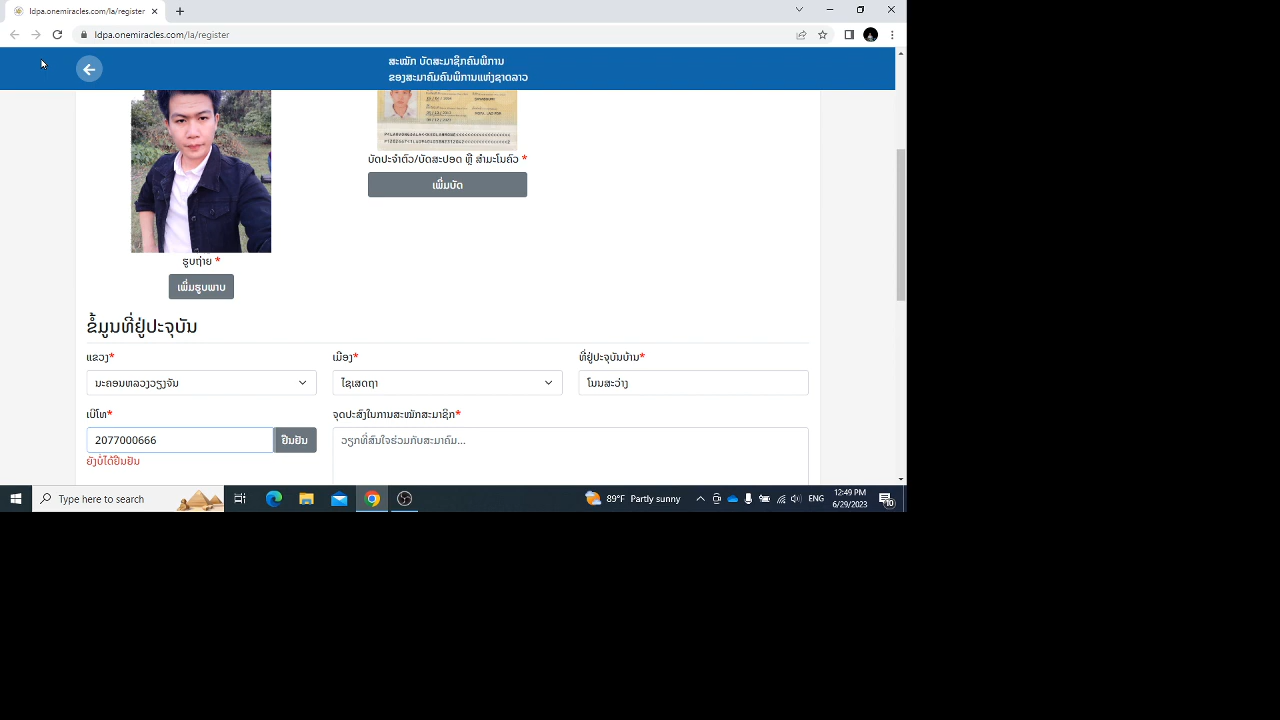 ldpa.onemiracles.com/la/register
ldpa.onemiracles.com/la/register
ສະໝັກ ບັດສະມາຊິກຄົນພິການ
ຂອງສະມາຄົມຄົນພິການແຫ່ງຊາດລາວ
ບັດປະຈຳຕົວ/ບັດສະປອດ ຫຼື ສຳມະໂນຄົວ *
ເພີ່ມບັດ
ຮູບຖ່າຍ *
ເພີ່ມຮູບພາບ
ຂໍ້ມູນທີ່ຢູ່ປະຈຸບັນ
ແຂວງ* ເມືອງ* ທີ່ຢູ່ປະຈຸບັນບ້ານ*
ນະຄອນຫລວງວຽງຈັນ ໄຊເສດຖາ ໂນນສະວ່າງ
ເບີໂທ* ຈຸດປະສົງໃນການສະໝັກສະມາຊິກ*
2077000666 ຢືນຢັນ ວຽກທີ່ສົນໃຈຮ່ວມກັບສະມາຄົມ...
ຍັງບໍ່ໄດ້ຢືນຢັນ
Type here to search 89°F Partly sunny ENG 12:49 PM
6/29/2023 10